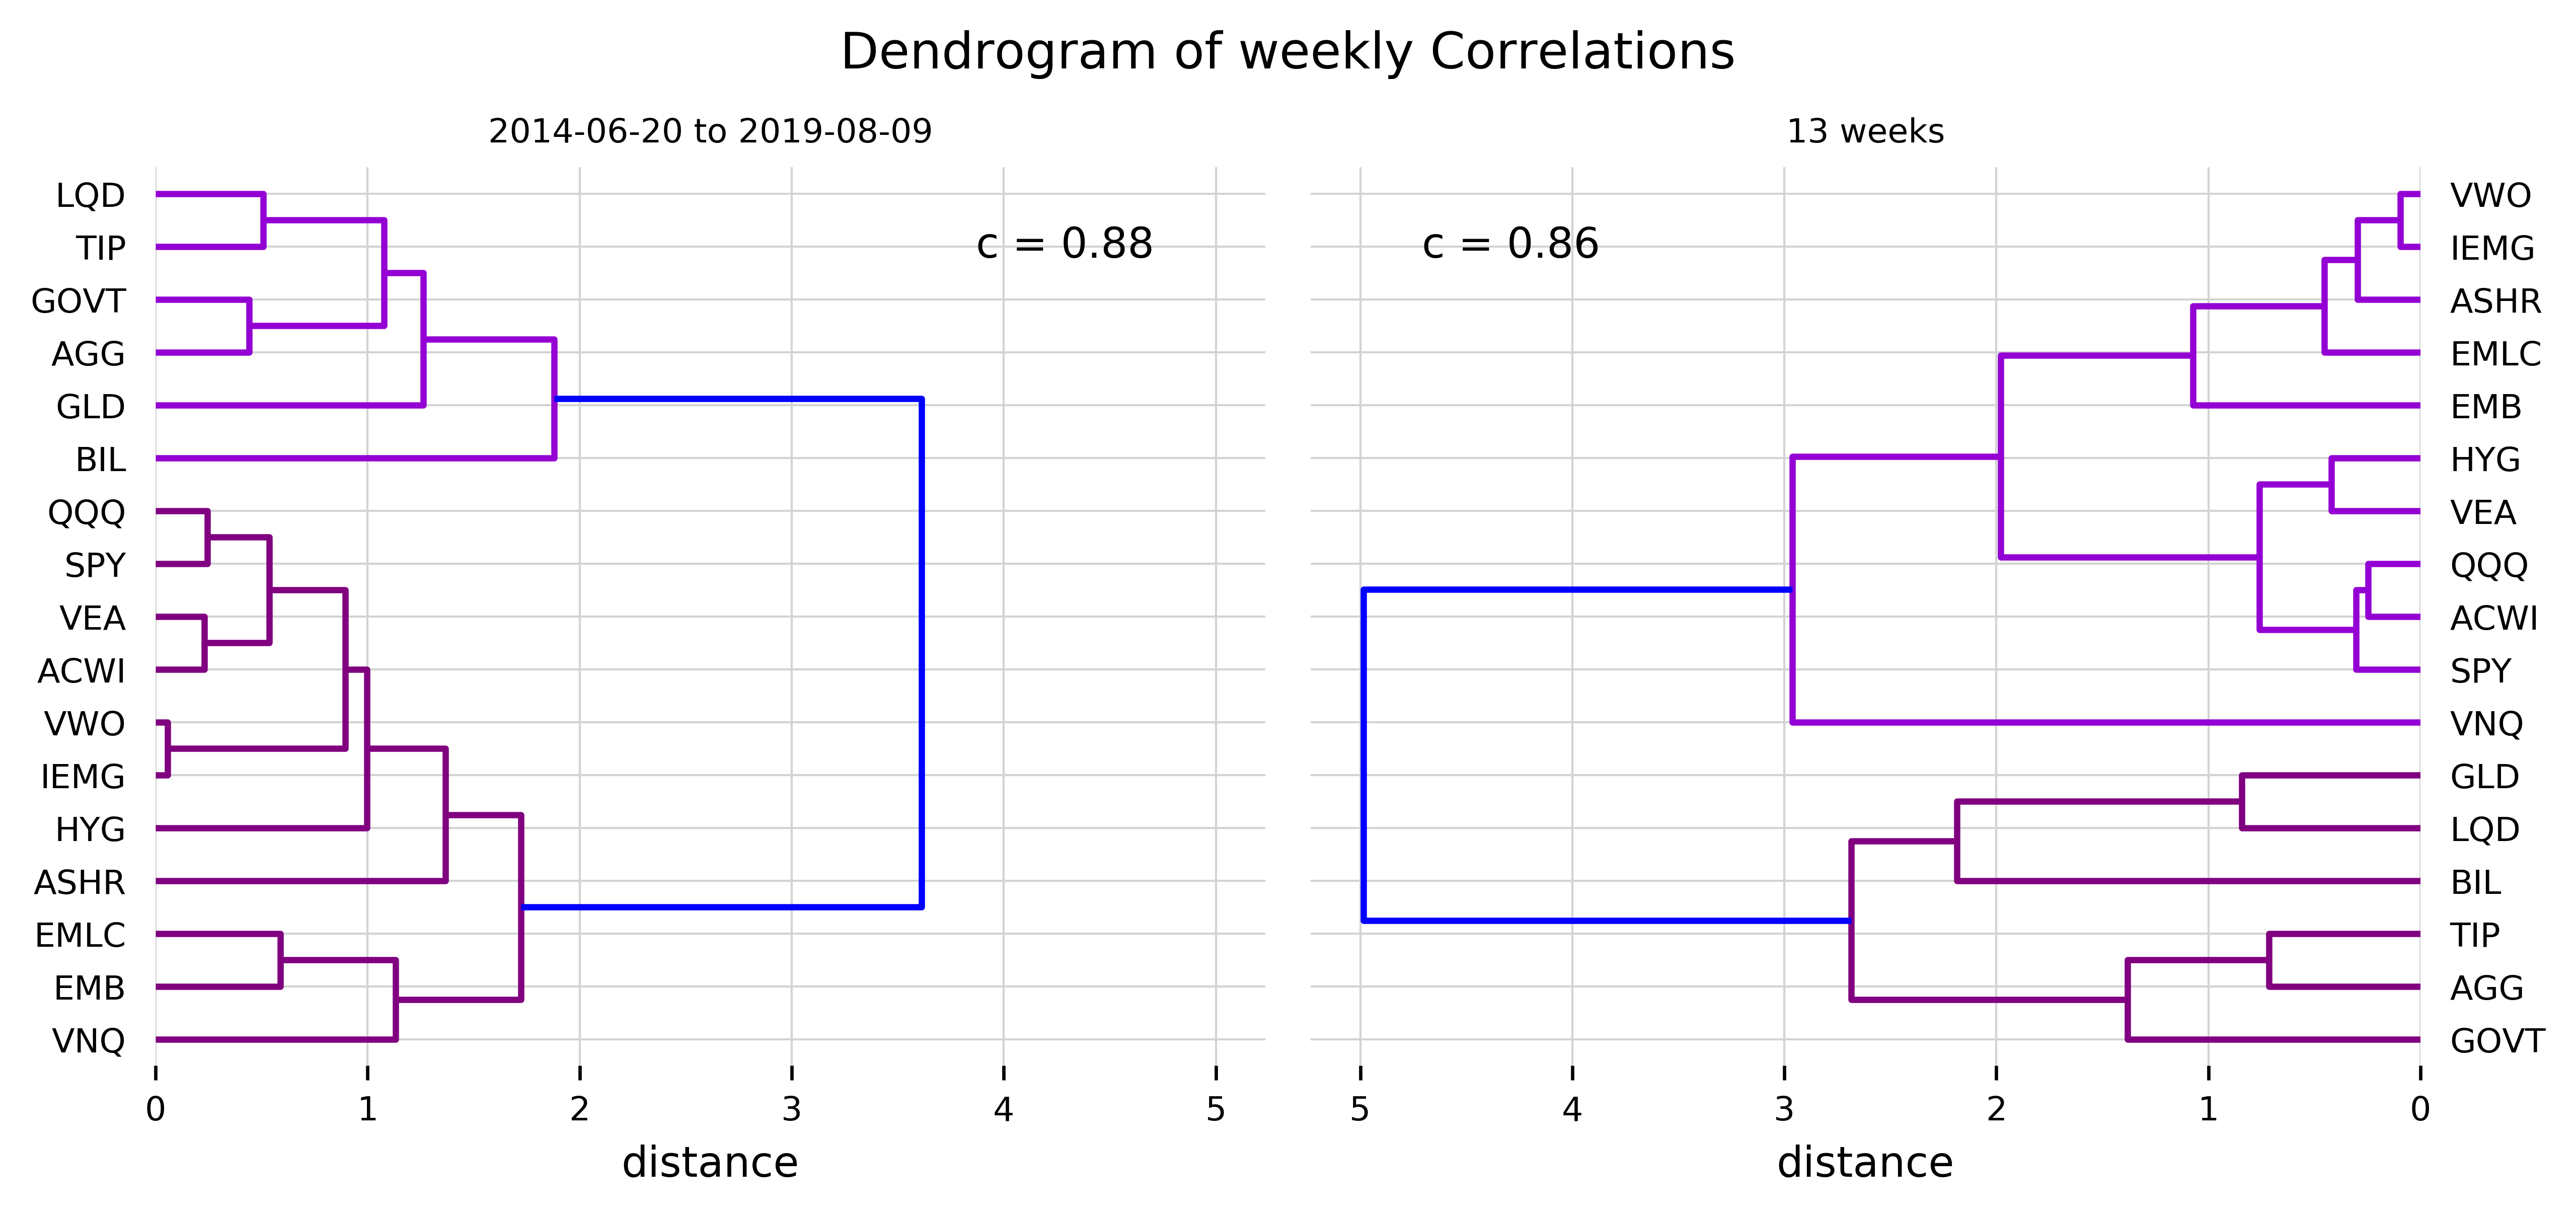 Dendrogram of weekly Correlations
2014-06-20 to 2019-08-09
c = 0.88
LQD
TIP
GOVT
AGG
GLD
BIL
QQQ
SPY
VEA
ACWI
VWO
IEMG
HYG
ASHR
EMLC
EMB
VNQ
0 1 2 3 4 5
distance
13 weeks
c = 0.86
VWO
IEMG
ASHR
EMLC
EMB
HYG
VEA
QQQ
ACWI
SPY
VNQ
GLD
LQD
BIL
TIP
AGG
GOVT
5 4 3 2 1 0
distance